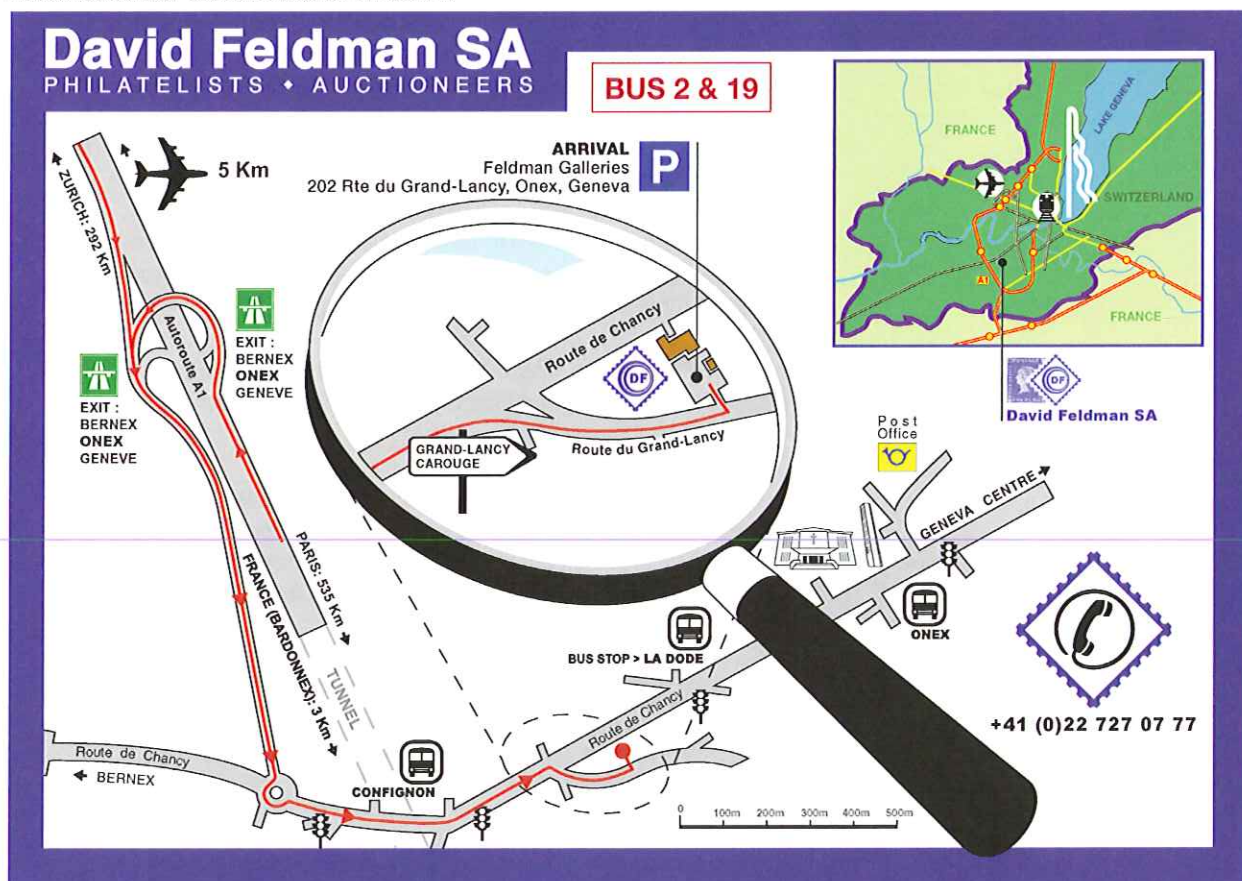 David Feldman SA
PHILATELISTS • AUCTIONEERS
BUS 2 & 19
ARRIVAL
Feldman Galleries
202 Rte du Grand-Lancy, Onex, Geneva
P
5 Km
ZURICH: 292 Km
Autoroute A1
EXIT :
BERNEX
ONEX
GENEVE
EXIT :
BERNEX
ONEX
GENEVE
Route de Chancy
DF
Route du Grand-Lancy
GRAND-LANCY
CAROUGE
FRANCE
LAKE GENEVA
SWITZERLAND
A1
FRANCE
DF
David Feldman SA
Post
Office
GENEVA CENTRE
PARIS: 535 Km
FRANCE (BARDONNEX): 3 Km
TUNNEL
ONEX
BUS STOP > LA DODE
Route de Chancy
+41 (0)22 727 07 77
Route de Chancy
BERNEX
CONFIGNON
0 100m 200m 300m 400m 500m